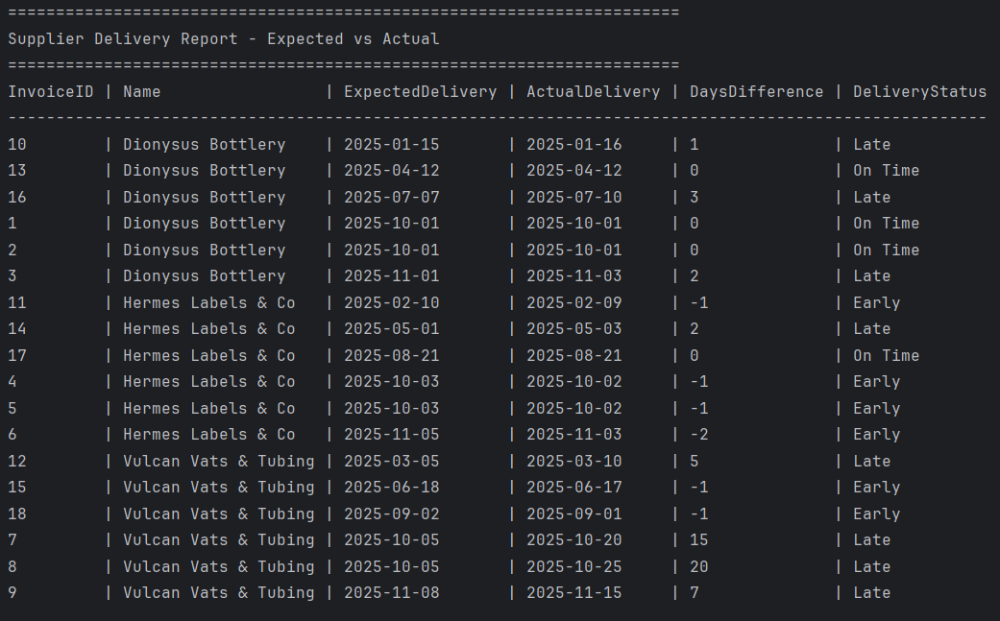 ======================================================================
Supplier Delivery Report - Expected vs Actual
======================================================================
InvoiceID | Name                 | ExpectedDelivery | ActualDelivery | DaysDifference | DeliveryStatus
------------------------------------------------------------------------------------------------------
10        | Dionysus Bottlery    | 2025-01-15       | 2025-01-16     | 1              | Late
13        | Dionysus Bottlery    | 2025-04-12       | 2025-04-12     | 0              | On Time
16        | Dionysus Bottlery    | 2025-07-07       | 2025-07-10     | 3              | Late
1         | Dionysus Bottlery    | 2025-10-01       | 2025-10-01     | 0              | On Time
2         | Dionysus Bottlery    | 2025-10-01       | 2025-10-01     | 0              | On Time
3         | Dionysus Bottlery    | 2025-11-01       | 2025-11-03     | 2              | Late
11        | Hermes Labels & Co   | 2025-02-10       | 2025-02-09     | -1             | Early
14        | Hermes Labels & Co   | 2025-05-01       | 2025-05-03     | 2              | Late
17        | Hermes Labels & Co   | 2025-08-21       | 2025-08-21     | 0              | On Time
4         | Hermes Labels & Co   | 2025-10-03       | 2025-10-02     | -1             | Early
5         | Hermes Labels & Co   | 2025-10-03       | 2025-10-02     | -1             | Early
6         | Hermes Labels & Co   | 2025-11-05       | 2025-11-03     | -2             | Early
12        | Vulcan Vats & Tubing | 2025-03-05       | 2025-03-10     | 5              | Late
15        | Vulcan Vats & Tubing | 2025-06-18       | 2025-06-17     | -1             | Early
18        | Vulcan Vats & Tubing | 2025-09-02       | 2025-09-01     | -1             | Early
7         | Vulcan Vats & Tubing | 2025-10-05       | 2025-10-20     | 15             | Late
8         | Vulcan Vats & Tubing | 2025-10-05       | 2025-10-25     | 20             | Late
9         | Vulcan Vats & Tubing | 2025-11-08       | 2025-11-15     | 7              | Late